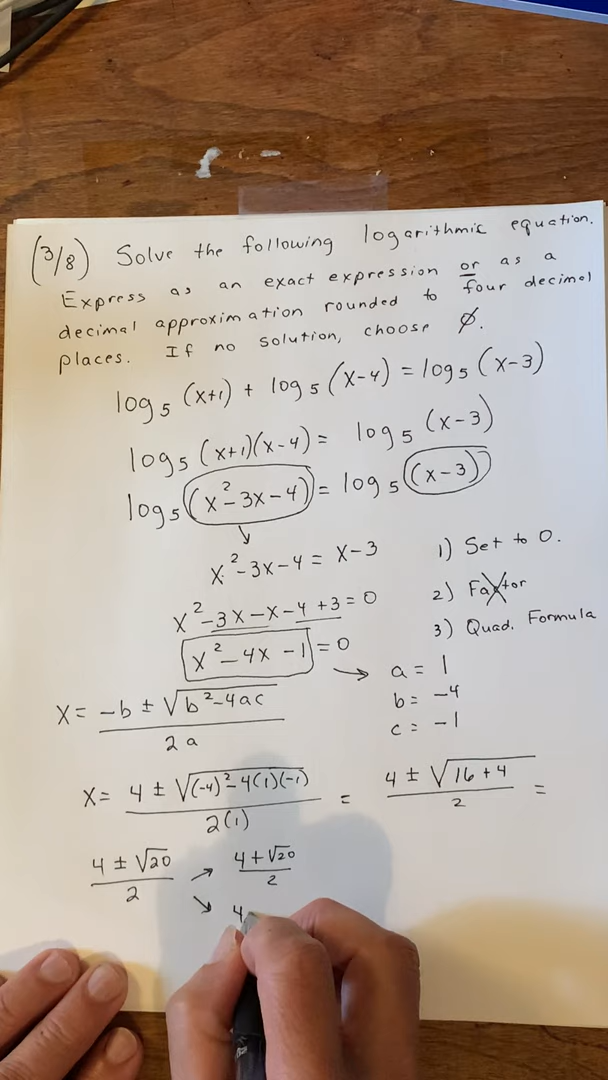 (3/8) Solve the following logarithmic equation.
Express as an exact expression or as a
decimal approximation rounded to four decimal
places. If no solution, choose ∅.
log₅ (x+1) + log₅ (x-4) = log₅ (x-3)
log₅ (x+1)(x-4) = log₅ (x-3)
log₅ (x²-3x-4) = log₅ (x-3)
↓
x²-3x-4 = x-3
1) Set to 0.
x²-3x-x-4+3=0
2) Factor
x²-4x-1=0
3) Quad. Formula
→ a = 1
b = -4
c = -1
x = (-b ± √(b²-4ac))/(2a)
x = (4 ± √((-4)²-4(1)(-1)))/(2(1)) = (4 ± √(16+4))/2 =
(4 ± √20)/2 → (4+√20)/2
↘ 4